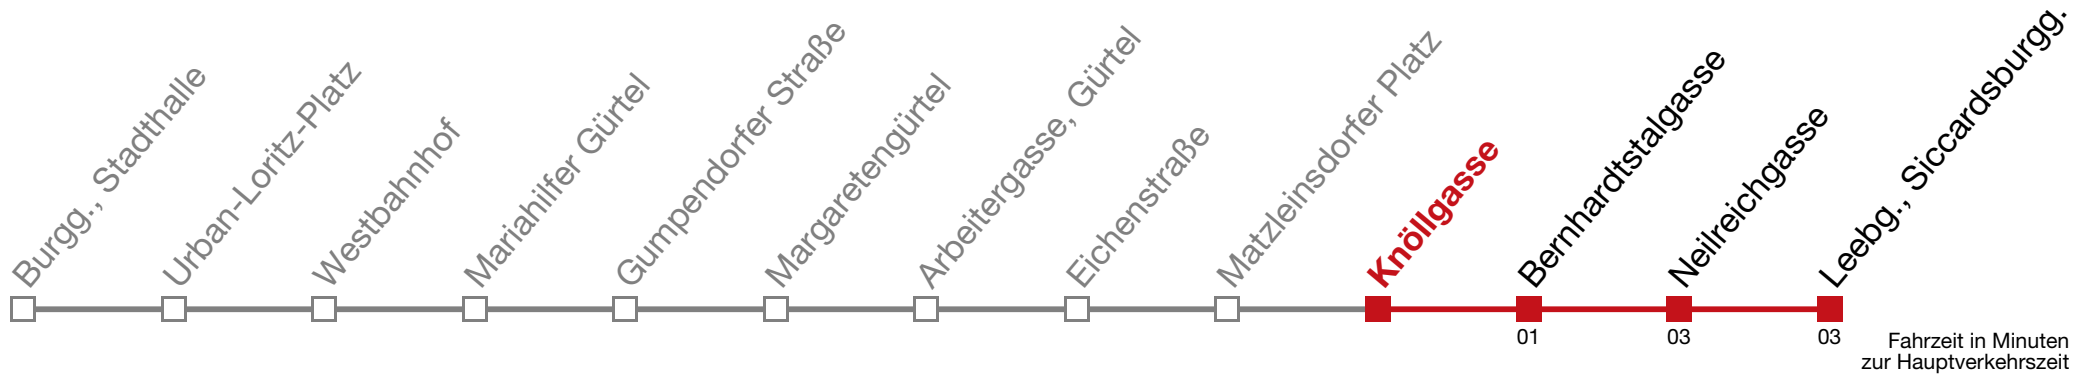 Burgg., Stadthalle
Urban-Loritz-Platz
Westbahnhof
Mariahilfer Gürtel
Gumpendorfer Straße
Margaretengürtel
Arbeitergasse, Gürtel
Eichenstraße
Matzleinsdorfer Platz
Knöllgasse
Bernhardtstalgasse
Neilreichgasse
Leebg., Siccardsburgg.
01
03
03
Fahrzeit in Minuten
zur Hauptverkehrszeit